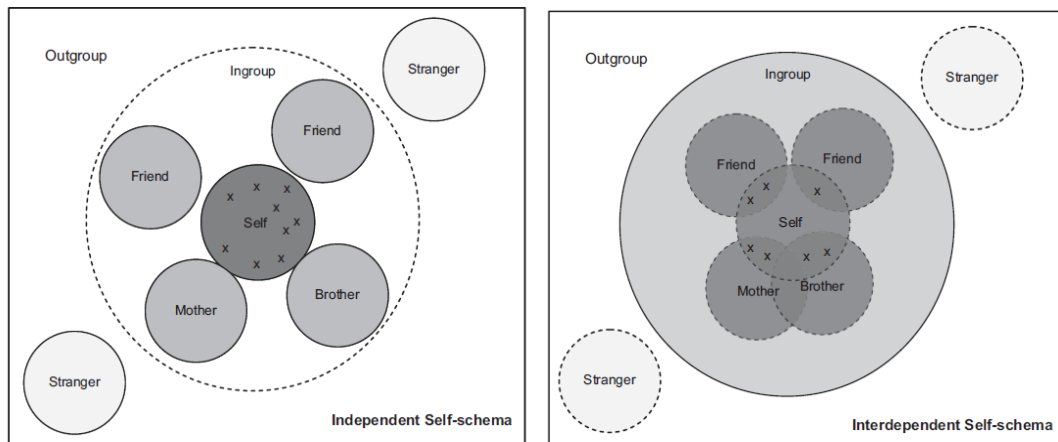 Outgroup
Ingroup
Stranger
Friend
Friend
x
x
x
x
Self
x
x
x
x
x
Mother
Brother
Stranger
Independent Self-schema
Outgroup
Ingroup
Stranger
Friend
Friend
x
x
x
Self
x
x
x
x
Mother
Brother
Stranger
Interdependent Self-schema